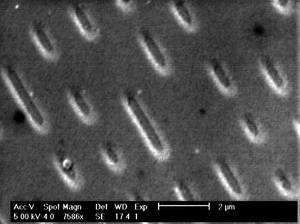 Acc V Spot Magn Det WD Exp 2 µm
5.00 kV 4.0 7586x SE 17.4 1